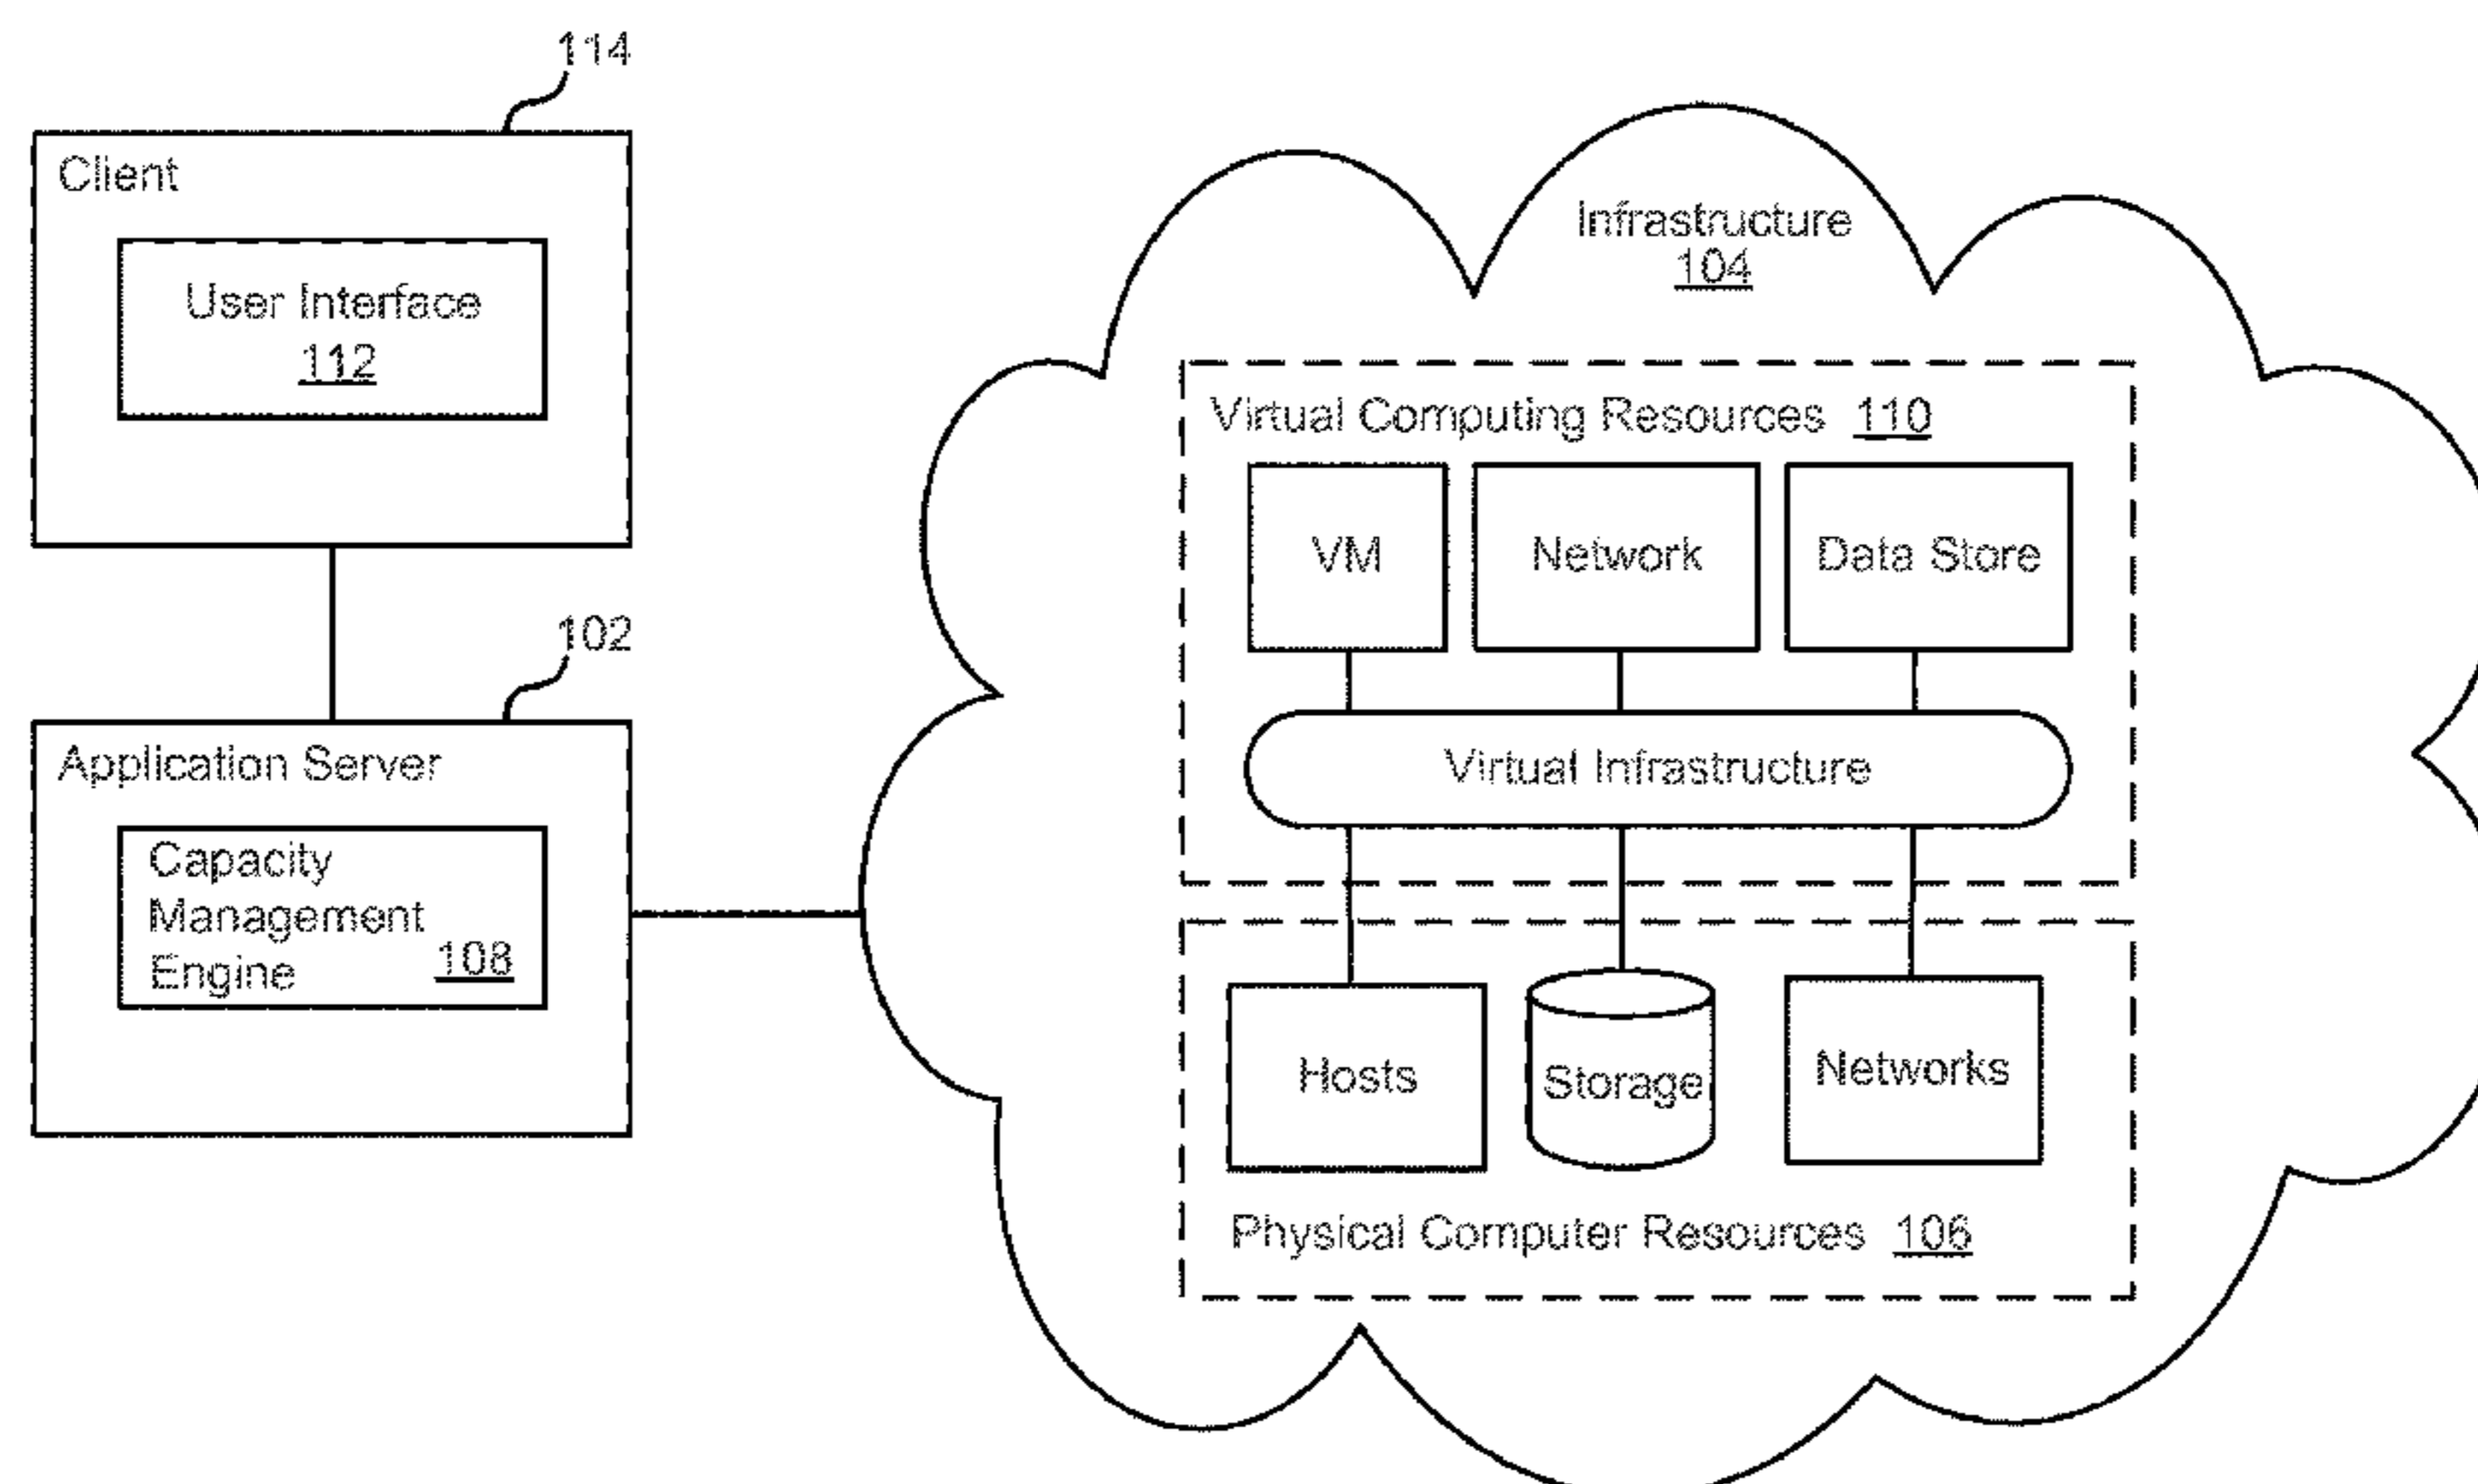 114
Client
User Interface
112
102
Application Server
Capacity
Management
Engine 108
Infrastructure
104
Virtual Computing Resources 110
VM
Network
Data Store
Virtual Infrastructure
Hosts
Storage
Networks
Physical Computer Resources 106